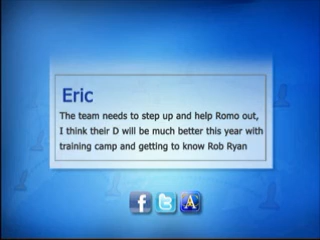 Eric
The team needs to step up and help Romo out,
I think their D will be much better this year with
training camp and getting to know Rob Ryan
f t A